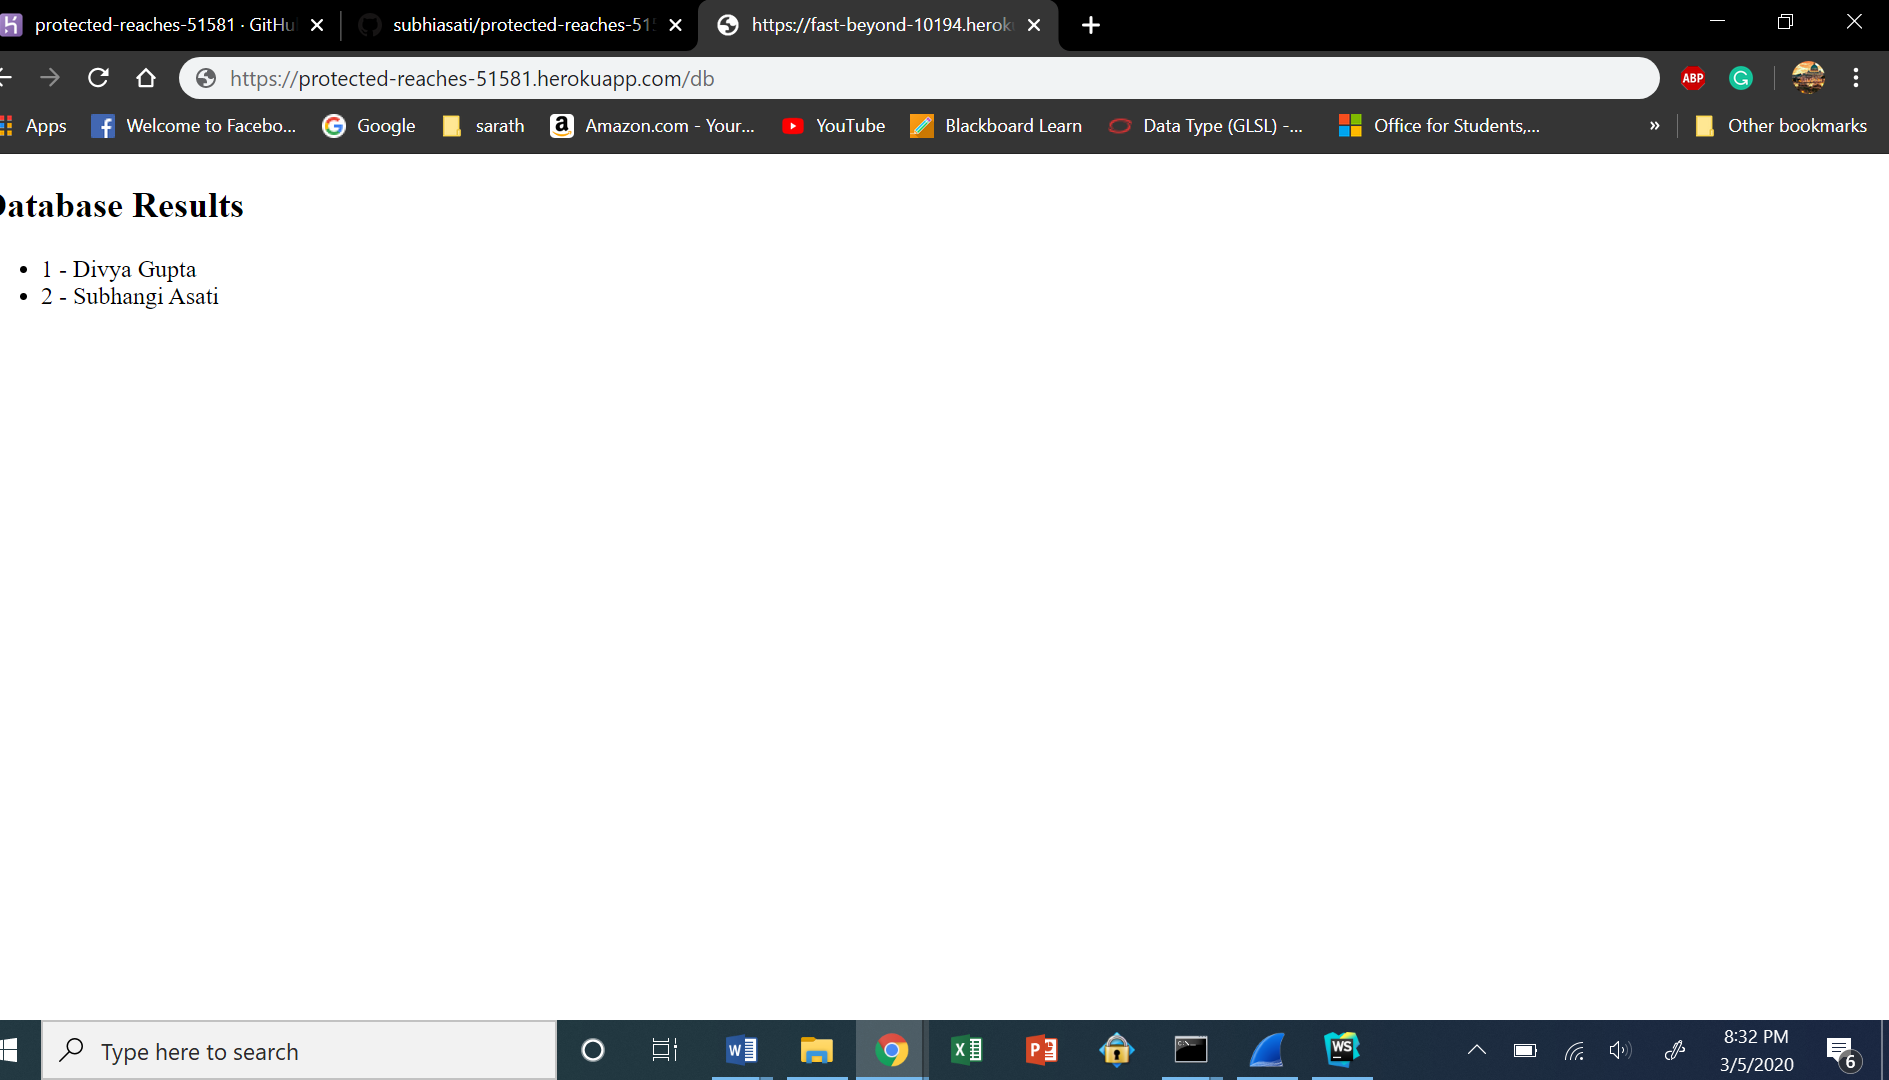 protected-reaches-51581 · GitHu
subhiasati/protected-reaches-51
https://fast-beyond-10194.herok
https://protected-reaches-51581.herokuapp.com/db
ABP
Apps
Welcome to Facebo...
Google
sarath
Amazon.com - Your...
YouTube
Blackboard Learn
Data Type (GLSL) -...
Office for Students,...
»
Other bookmarks
Database Results
1 - Divya Gupta
2 - Subhangi Asati
Type here to search
WS
8:32 PM
3/5/2020
6